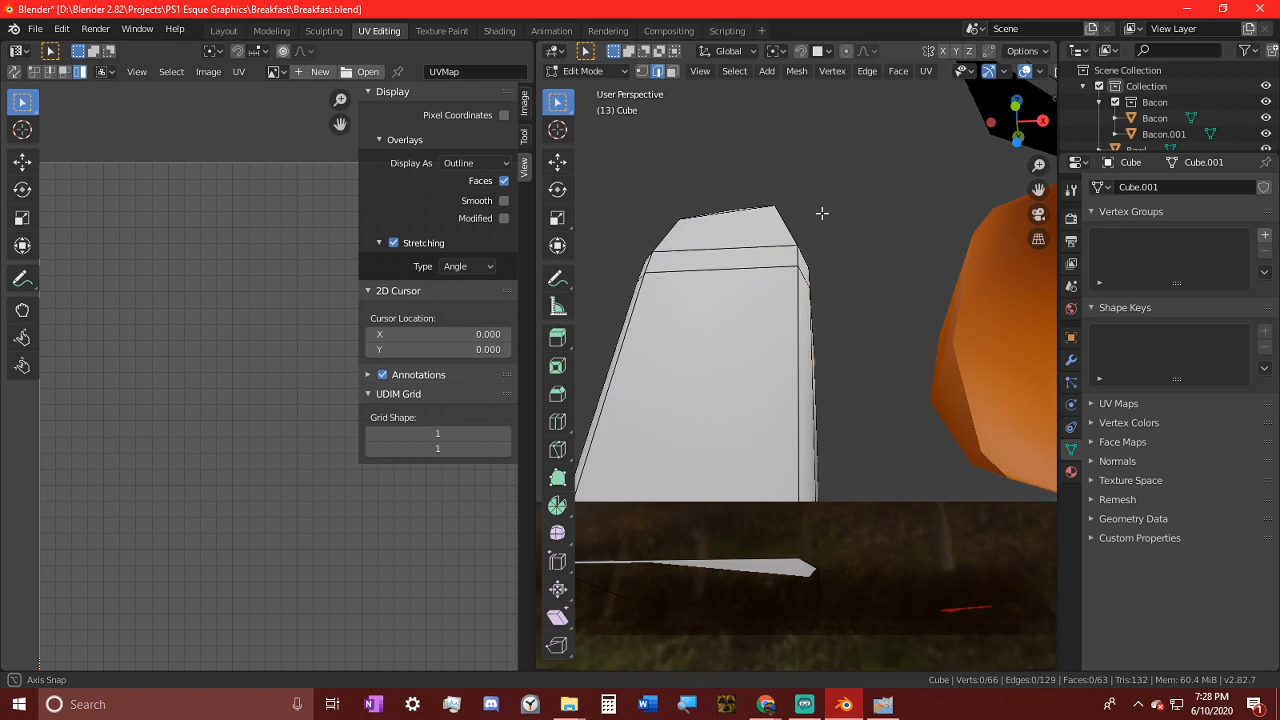 Blender* [D:\Blender 2.82\Projects\PS1 Esque Graphics\Breakfast\Breakfast.blend]
File Edit Render Window Help Layout Modeling Sculpting UV Editing Texture Paint Shading Animation Rendering Compositing Scripting + Scene View Layer
Global Options
View Select Image UV New Open UVMap Edit Mode View Select Add Mesh Vertex Edge Face UV
X Y Z
Scene Collection
Collection
Bacon
Bacon
Bacon.001
Display
Pixel Coordinates
Overlays
Display As Outline
Faces
Smooth
Modified
Stretching
Type Angle
2D Cursor
Cursor Location:
X 0.000
Y 0.000
Annotations
UDIM Grid
Grid Shape:
1
1
Image
Tool
View
User Perspective
(13) Cube
X
Y
Cube Cube.001
Cube.001
Vertex Groups
Shape Keys
UV Maps
Vertex Colors
Face Maps
Normals
Texture Space
Remesh
Geometry Data
Custom Properties
Axis Snap
Cube | Verts:0/66 | Edges:0/129 | Faces:0/63 | Tris:132 | Mem: 60.4 MiB | v2.82.7
Search
7:28 PM
6/10/2020